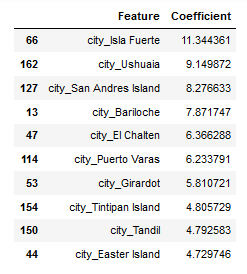 Feature Coefficient
66 city_Isla Fuerte 11.344361
162 city_Ushuaia 9.149872
127 city_San Andres Island 8.276633
13 city_Bariloche 7.871747
47 city_El Chalten 6.366288
114 city_Puerto Varas 6.233791
53 city_Girardot 5.810721
154 city_Tintipan Island 4.805729
150 city_Tandil 4.792583
44 city_Easter Island 4.729746